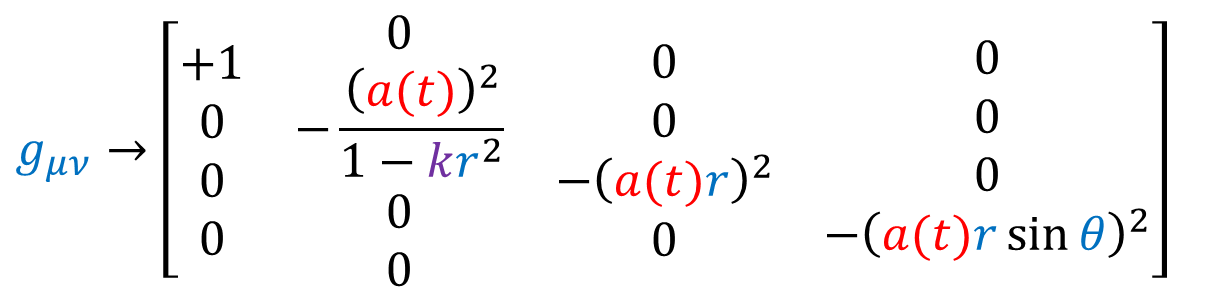 g_{μν} → [ +1 0 0 0
0 −(a(t))²/(1 − kr²) 0 0
0 0 −(a(t)r)² 0
0 0 0 −(a(t)r sin θ)² ]